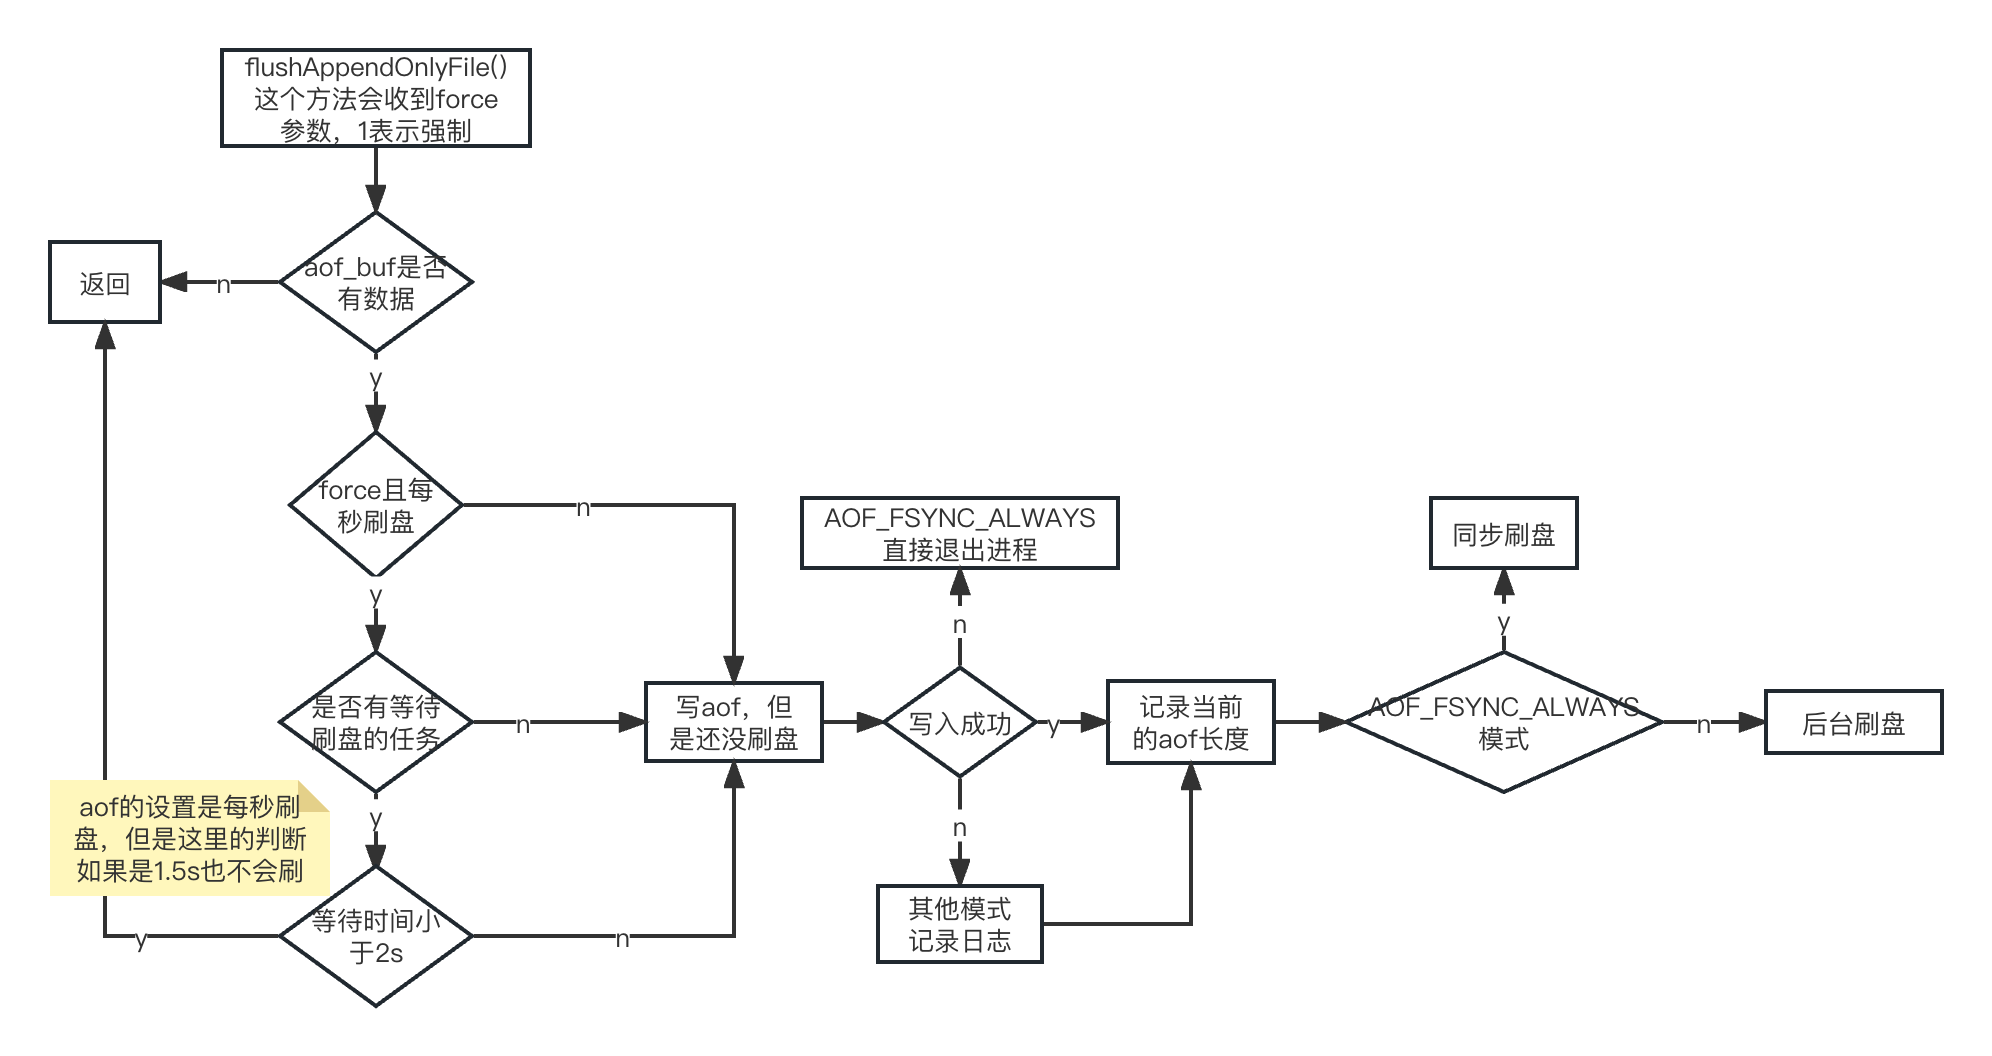 flushAppendOnlyFile()
这个方法会收到force
参数，1表示强制
aof_buf是否
有数据
n
返回
y
force且每
秒刷盘
n
y
是否有等待
刷盘的任务
n
y
aof的设置是每秒刷
盘，但是这里的判断
如果是1.5s也不会刷
等待时间小
于2s
y
n
写aof，但
是还没刷盘
写入成功
n
AOF_FSYNC_ALWAYS
直接退出进程
y
n
其他模式
记录日志
记录当前
的aof长度
AOF_FSYNC_ALWAYS
模式
y
同步刷盘
n
后台刷盘